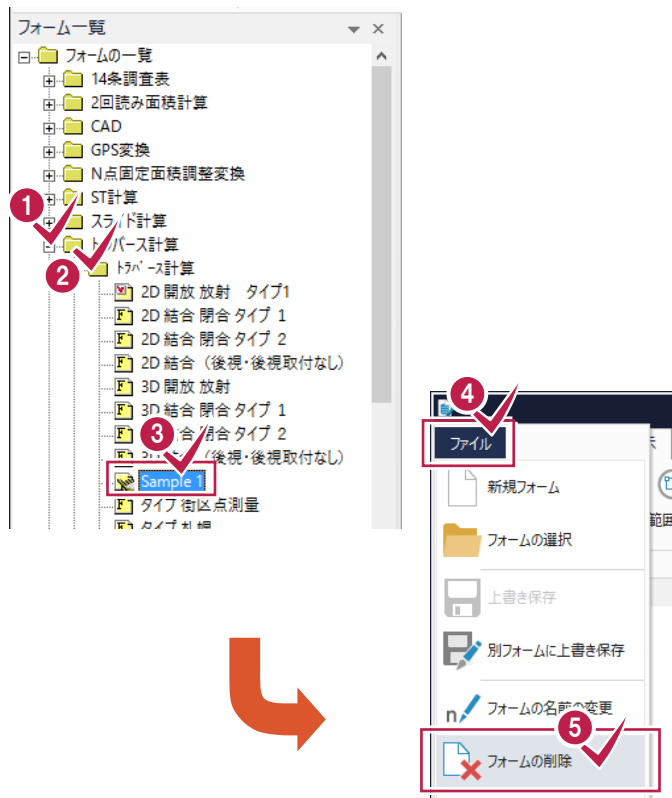 フォーム一覧
フォームの一覧
14条調査表
2回読み面積計算
CAD
GPS変換
N点固定面積調整変換
1
ST計算
スライド計算
トラバース計算
2
トラバース計算
2D 開放 放射 タイプ1
2D 結合 閉合 タイプ 1
2D 結合 閉合 タイプ 2
2D 結合（後視・後視取付なし）
3D 開放 放射
3D 結合 閉合 タイプ 1
3
合 閉合 タイプ 2
（後視・後視取付なし）
Sample 1
タイプ 街区点測量
タイプ 札幌
4
ファイル
新規フォーム
範囲
フォームの選択
上書き保存
別フォームに上書き保存
フォームの名前の変更
5
フォームの削除